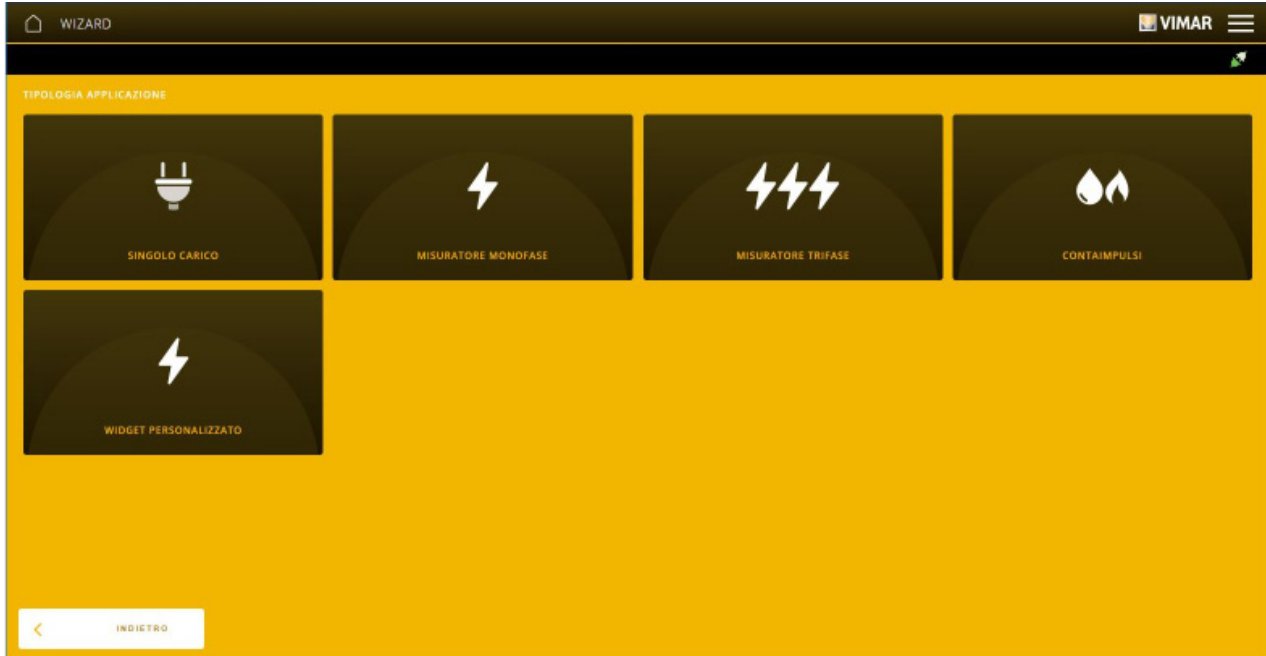 WIZARD
VIMAR
TIPOLOGIA APPLICAZIONE
SINGOLO CARICO
MISURATORE MONOFASE
MISURATORE TRIFASE
CONTAIMPULSI
WIDGET PERSONALIZZATO
INDIETRO